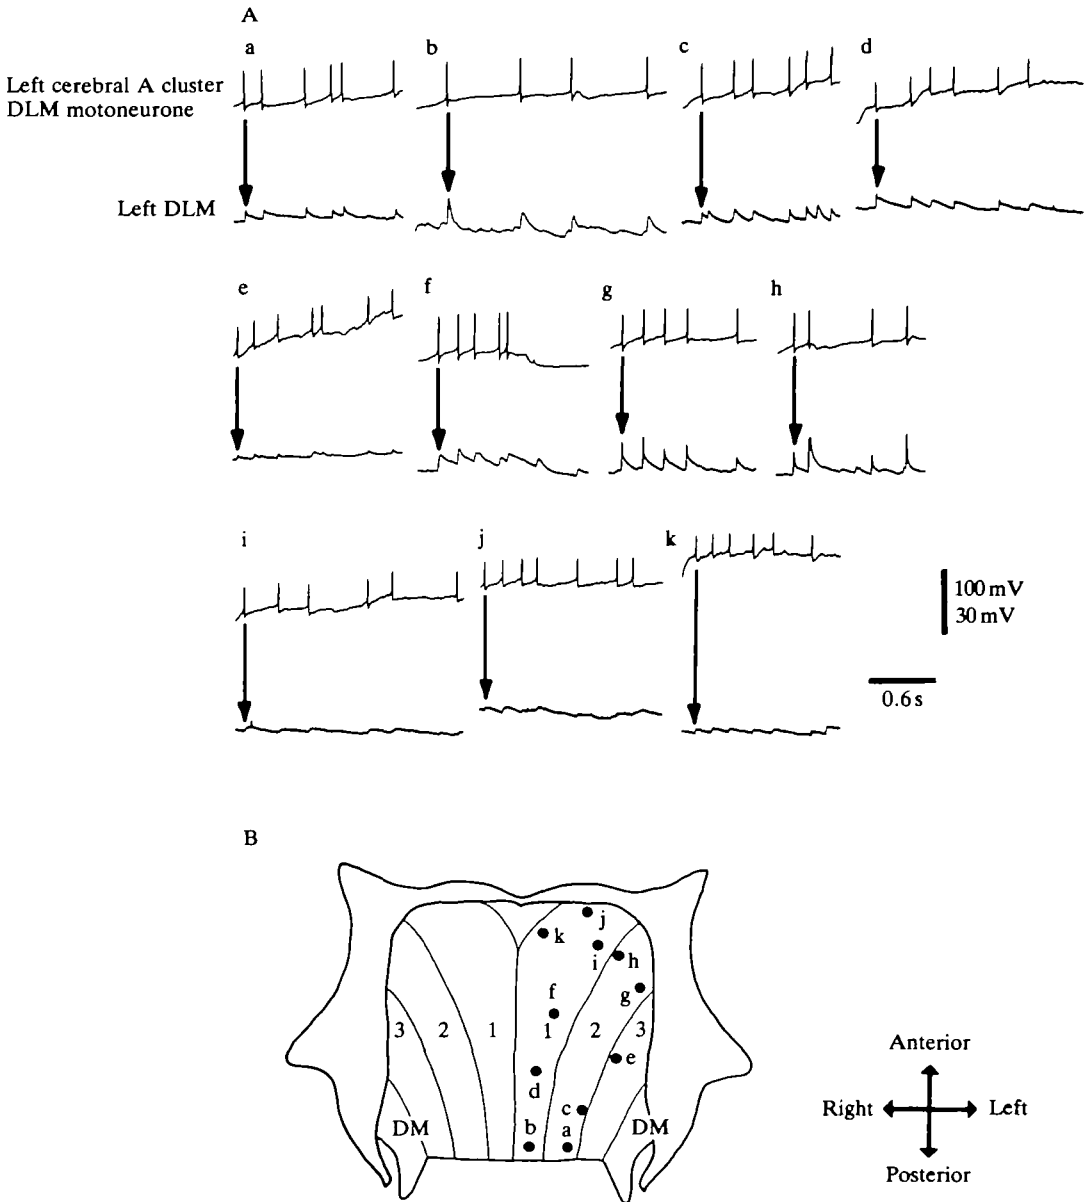 A
a b c d
Left cerebral A cluster
DLM motoneurone
Left DLM
e f g h
i j k
100 mV
30 mV
0.6 s
B
j
k
i h
f g
3 2 1 1 2 3
e
d
c
DM b a DM
Anterior
Right Left
Posterior